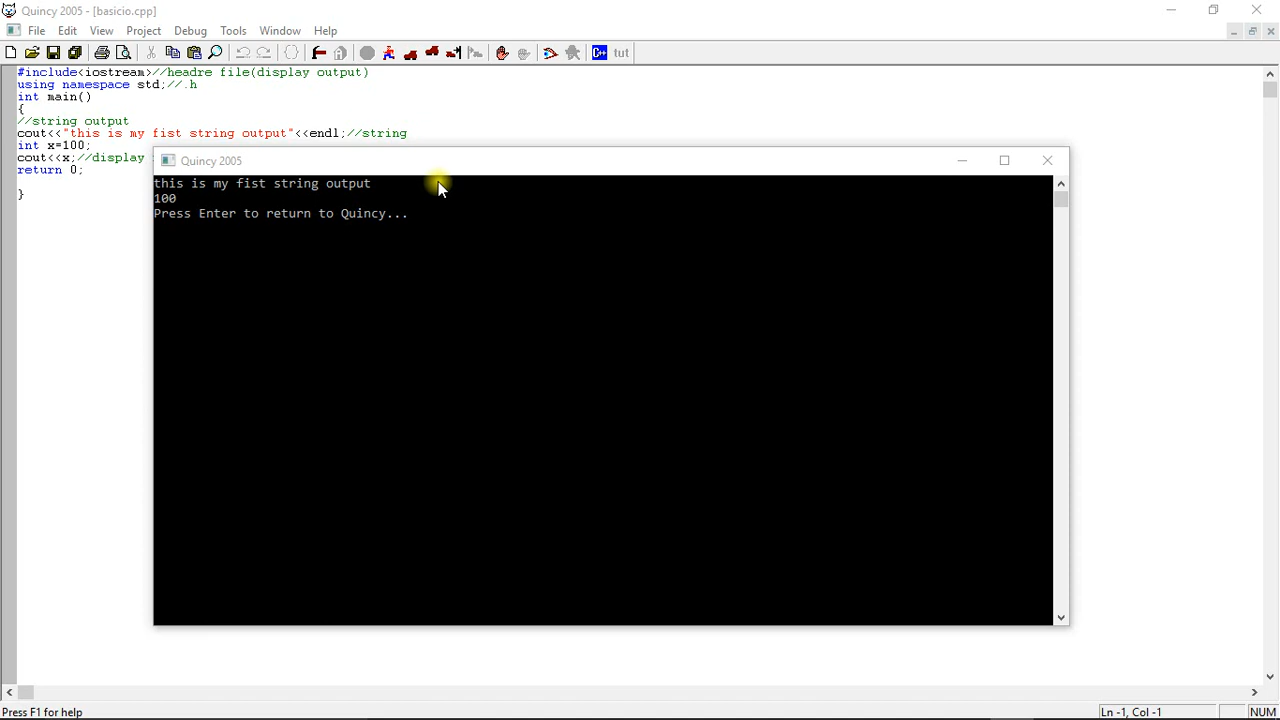 Quincy 2005 - [basicio.cpp]
File Edit View Project Debug Tools Window Help
C++ tut
#include<iostream>//headre file(display output)
using namespace std;//.h
int main()
{
//string output
cout<<"this is my fist string output"<<endl;//string
int x=100;
cout<<x;//display
return 0;
}
Quincy 2005
this is my fist string output
100
Press Enter to return to Quincy...
Press F1 for help
Ln -1, Col -1
NUM